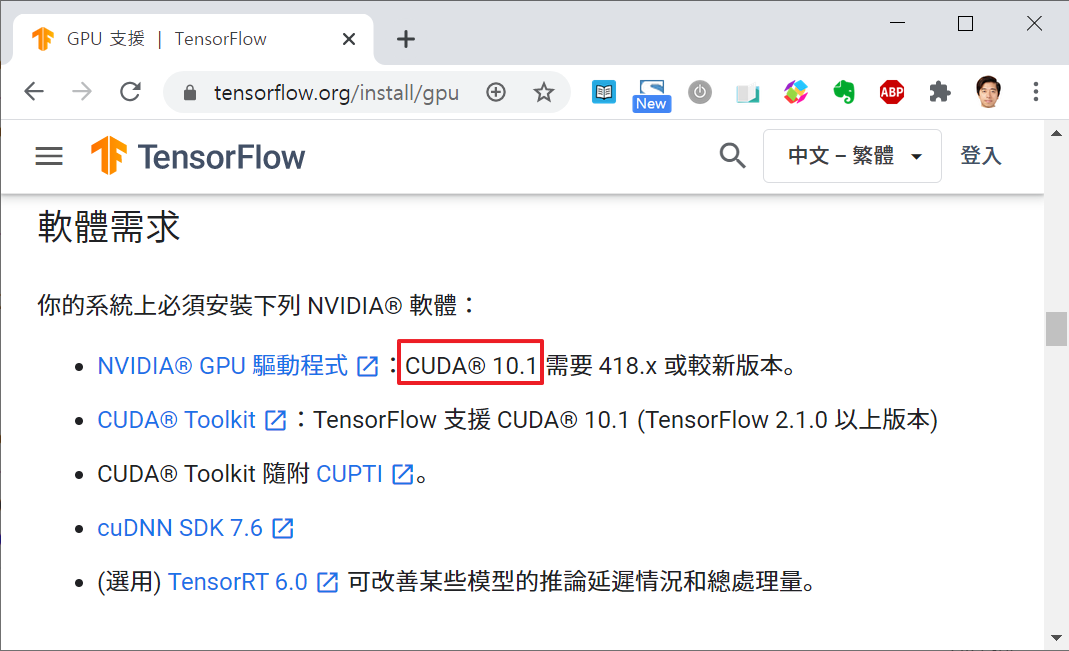 GPU 支援 | TensorFlow
tensorflow.org/install/gpu
New
ABP
TensorFlow
中文 – 繁體
登入
軟體需求
你的系統上必須安裝下列 NVIDIA® 軟體：
NVIDIA® GPU 驅動程式：CUDA® 10.1 需要 418.x 或較新版本。
CUDA® Toolkit：TensorFlow 支援 CUDA® 10.1 (TensorFlow 2.1.0 以上版本)
CUDA® Toolkit 隨附 CUPTI。
cuDNN SDK 7.6
(選用) TensorRT 6.0 可改善某些模型的推論延遲情況和總處理量。